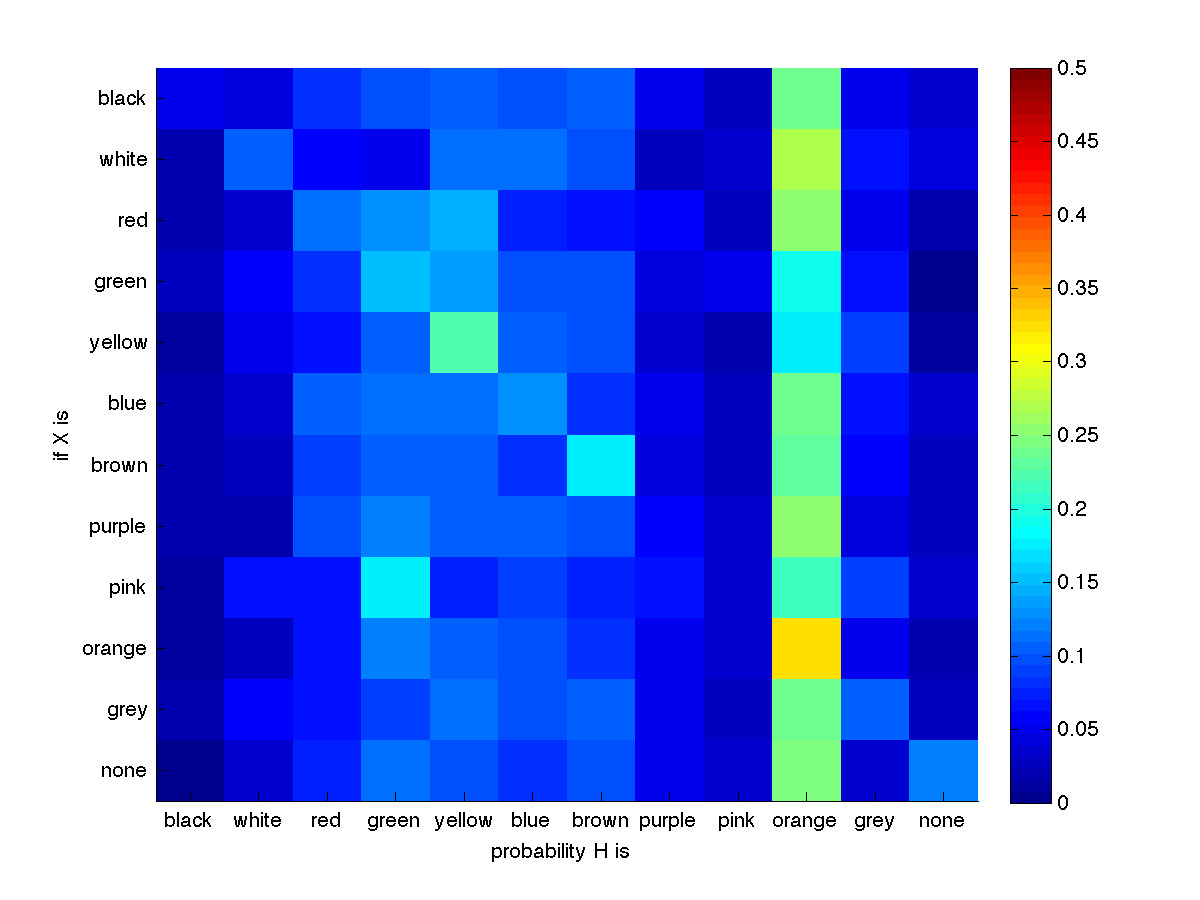 black
white
red
green
yellow
blue
brown
purple
pink
orange
grey
none
if X is
black white red green yellow blue brown purple pink orange grey none
probability H is
0.5
0.45
0.4
0.35
0.3
0.25
0.2
0.15
0.1
0.05
0